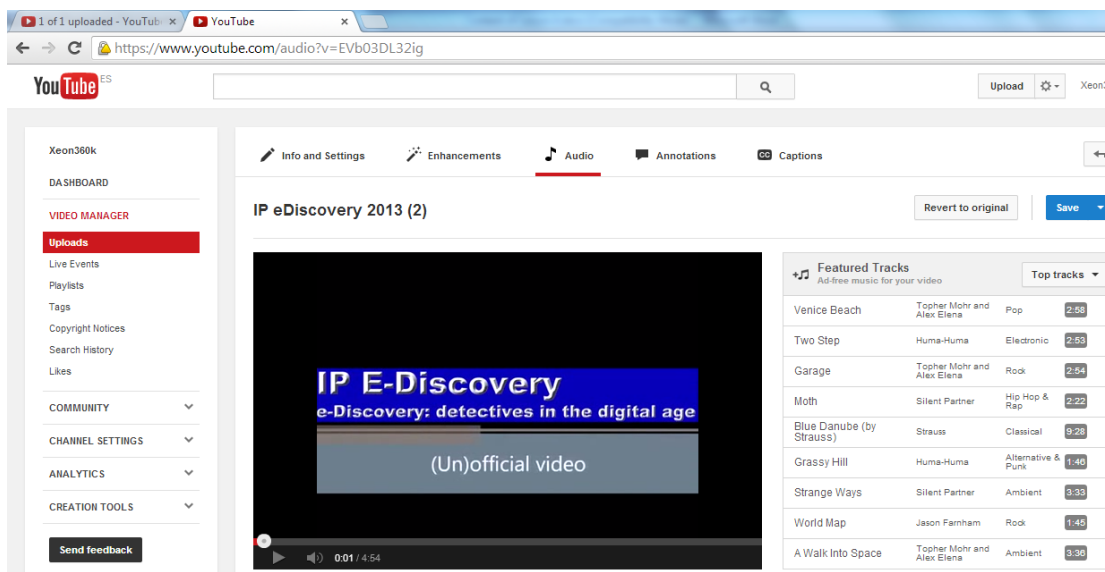 1 of 1 uploaded - YouTub
YouTube
https://www.youtube.com/audio?v=EVb03DL32ig
YouTube ES
Upload
Xeon3
Xeon360k
DASHBOARD
VIDEO MANAGER
Uploads
Live Events
Playlists
Tags
Copyright Notices
Search History
Likes
COMMUNITY
CHANNEL SETTINGS
ANALYTICS
CREATION TOOLS
Send feedback
Info and Settings
Enhancements
Audio
Annotations
CC Captions
IP eDiscovery 2013 (2)
Revert to original
Save
IP E-Discovery
e-Discovery: detectives in the digital age
(Un)official video
0:01 / 4:54
Featured Tracks
Ad-free music for your video
Top tracks
Venice Beach Topher Mohr and Alex Elena Pop 2:58
Two Step Huma-Huma Electronic 2:53
Garage Topher Mohr and Alex Elena Rock 2:54
Moth Silent Partner Hip Hop & Rap 2:22
Blue Danube (by Strauss) Strauss Classical 9:28
Grassy Hill Huma-Huma Alternative & Punk 1:46
Strange Ways Silent Partner Ambient 3:33
World Map Jason Farnham Rock 1:45
A Walk Into Space Topher Mohr and Alex Elena Ambient 3:36